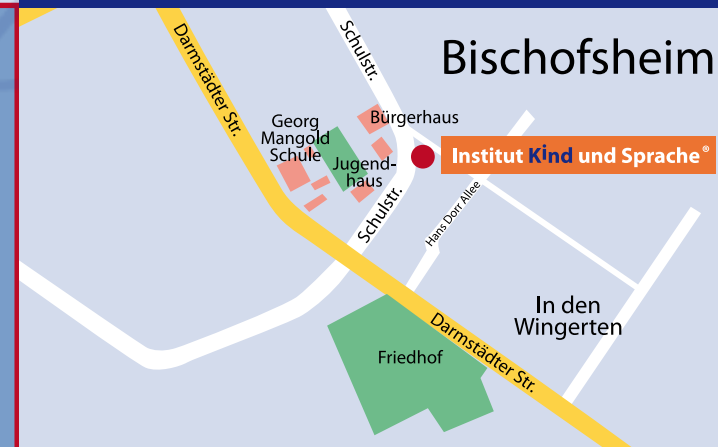 Bischofsheim
Schulstr.
Darmstädter Str.
Bürgerhaus
Georg
Mangold
Schule
Jugend-
haus
Institut Kind und Sprache®
Schulstr.
Hans Dorr Allee
In den
Wingerten
Darmstädter Str.
Friedhof